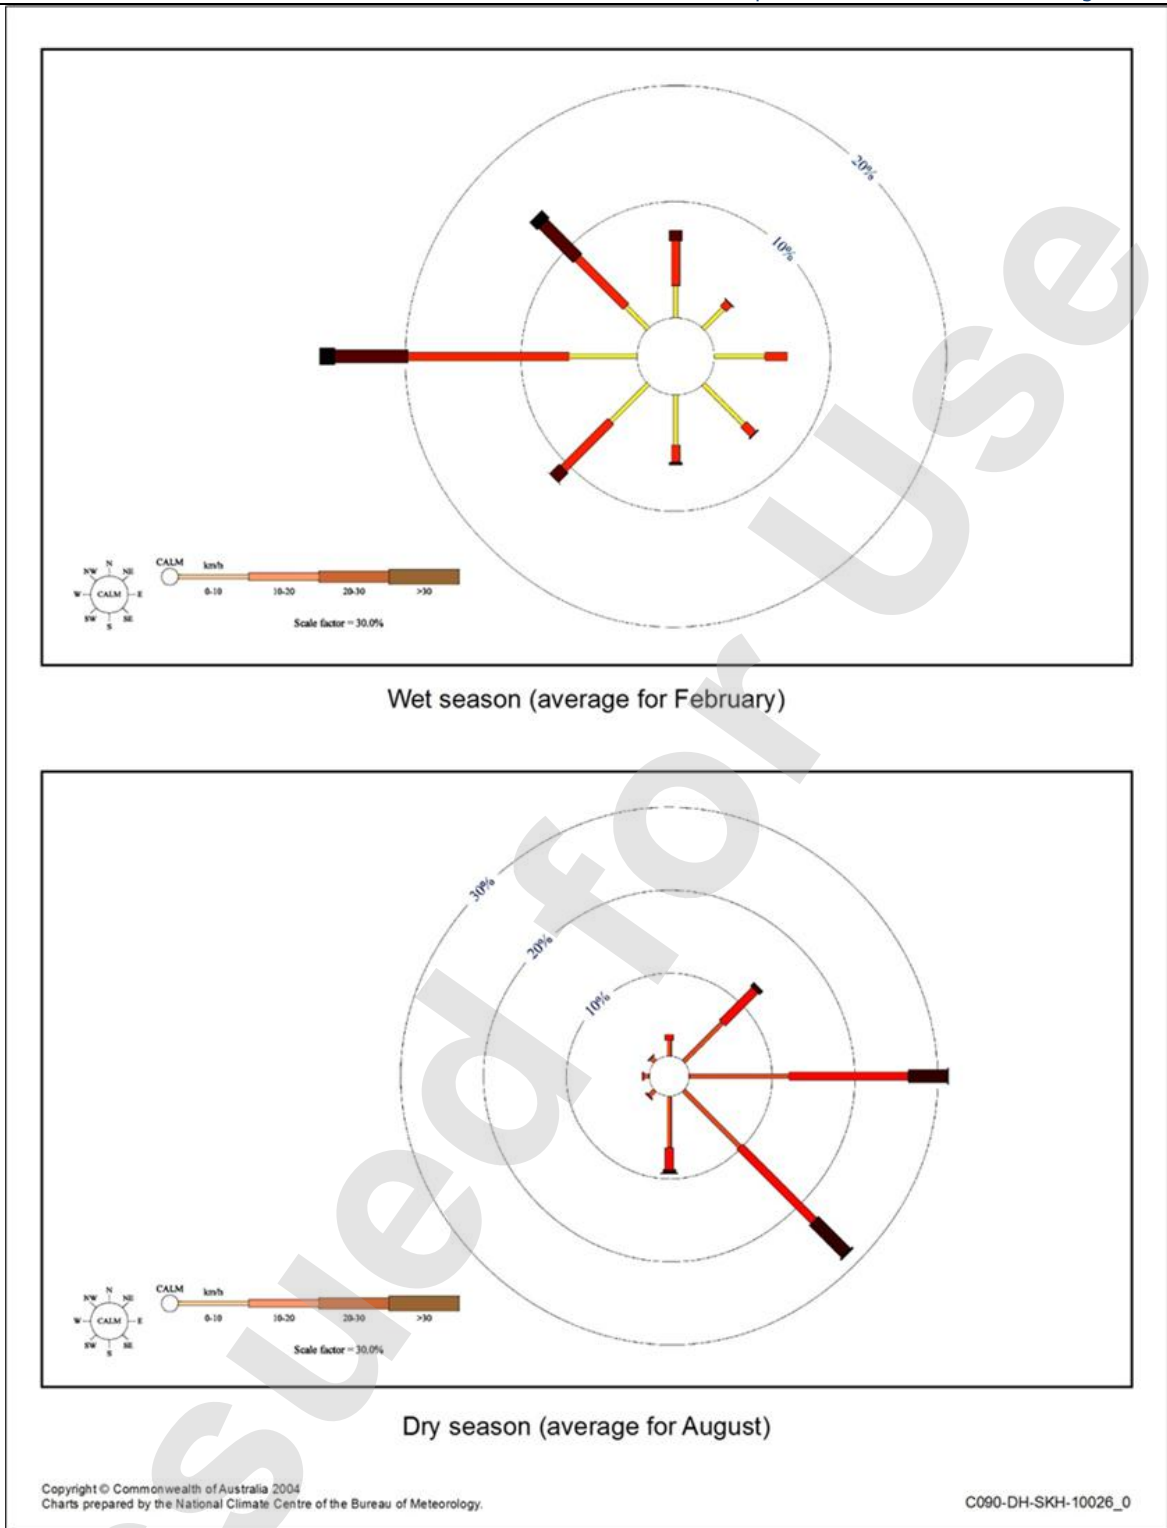 20%
10%
N
NW NE
W CALM E
SW SE
S
CALM km/h
0-10 10-20 20-30 >30
Scale factor = 30.0%
Wet season (average for February)
30%
20%
10%
N
NW NE
W CALM E
SW SE
S
CALM km/h
0-10 10-20 20-30 >30
Scale factor = 30.0%
Dry season (average for August)
Copyright © Commonwealth of Australia 2004
Charts prepared by the National Climate Centre of the Bureau of Meteorology.
C090-DH-SKH-10026_0
sued for Use